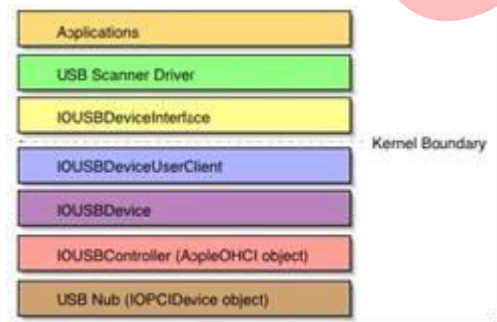 Applications
USB Scanner Driver
IOUSBDeviceInterface
Kernel Boundary
IOUSBDeviceUserClient
IOUSBDevice
IOUSBController (AppleOHCI object)
USB Nub (IOPCIDevice object)